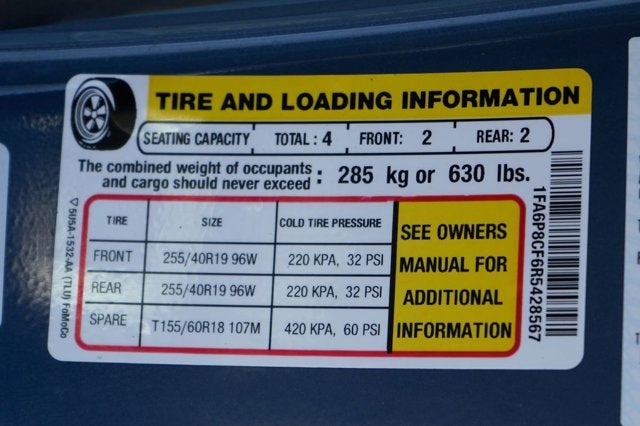 TIRE AND LOADING INFORMATION
SEATING CAPACITY TOTAL : 4 FRONT: 2 REAR: 2
The combined weight of occupants and cargo should never exceed : 285 kg or 630 lbs.
TIRE SIZE COLD TIRE PRESSURE
FRONT 255/40R19 96W 220 KPA, 32 PSI
REAR 255/40R19 96W 220 KPA, 32 PSI
SPARE T155/60R18 107M 420 KPA, 60 PSI
SEE OWNERS
MANUAL FOR
ADDITIONAL
INFORMATION
1FA6P8CF6R5428567
5U5A-1532-AA (TLU) FoMoCo